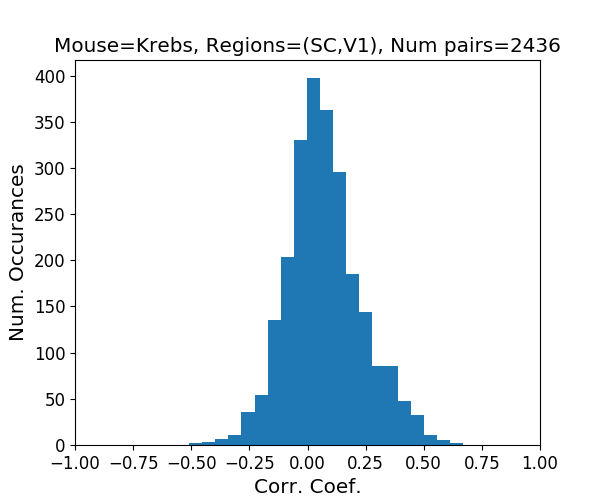 Mouse=Krebs, Regions=(SC,V1), Num pairs=2436
400
350
300
250
200
150
100
50
0
Num. Occurances
−1.00 −0.75 −0.50 −0.25 0.00 0.25 0.50 0.75 1.00
Corr. Coef.